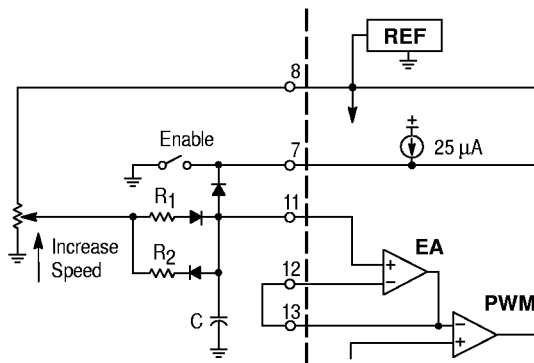 REF
8
Enable
7
25 μA
R1
11
Increase
Speed
R2
12
EA
13
PWM
C